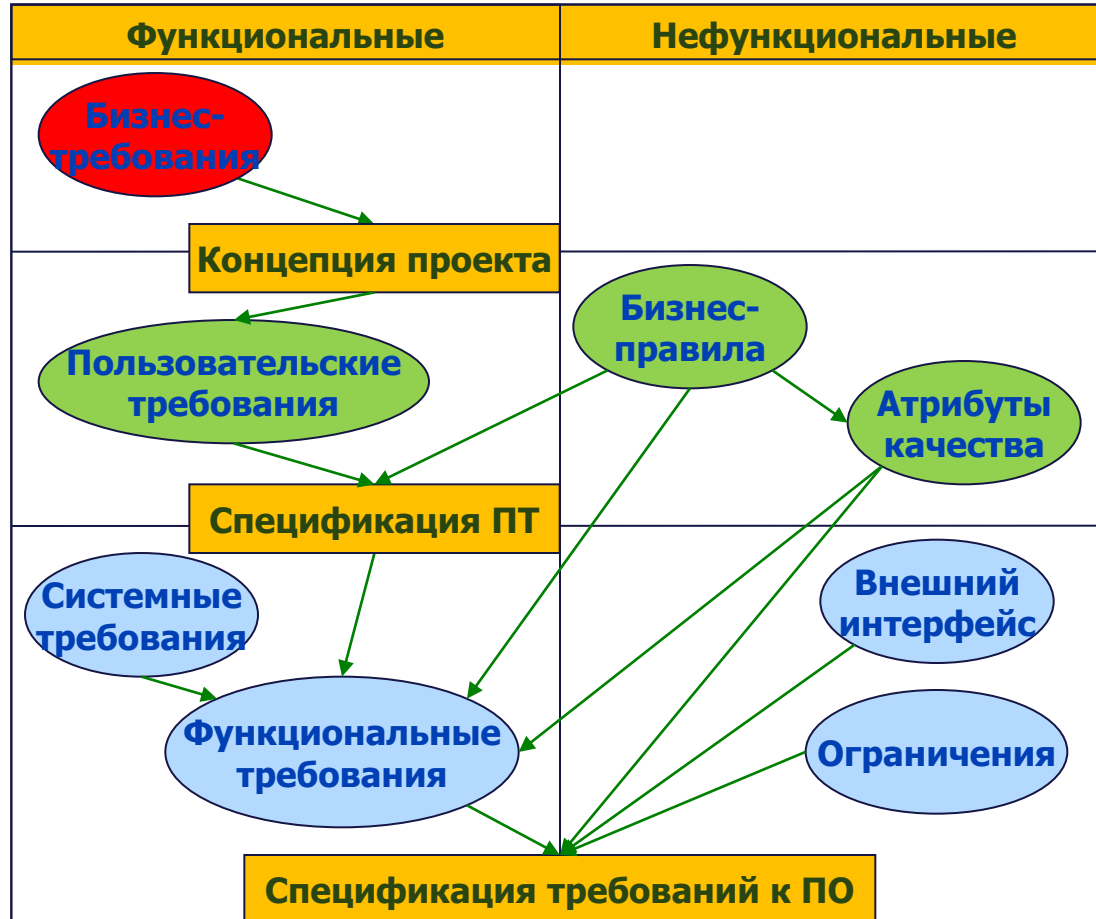 Функциональные
Нефункциональные
Бизнес-
требования
Концепция проекта
Бизнес-
правила
Пользовательские
требования
Атрибуты
качества
Спецификация ПТ
Системные
требования
Внешний
интерфейс
Функциональные
требования
Ограничения
Спецификация требований к ПО